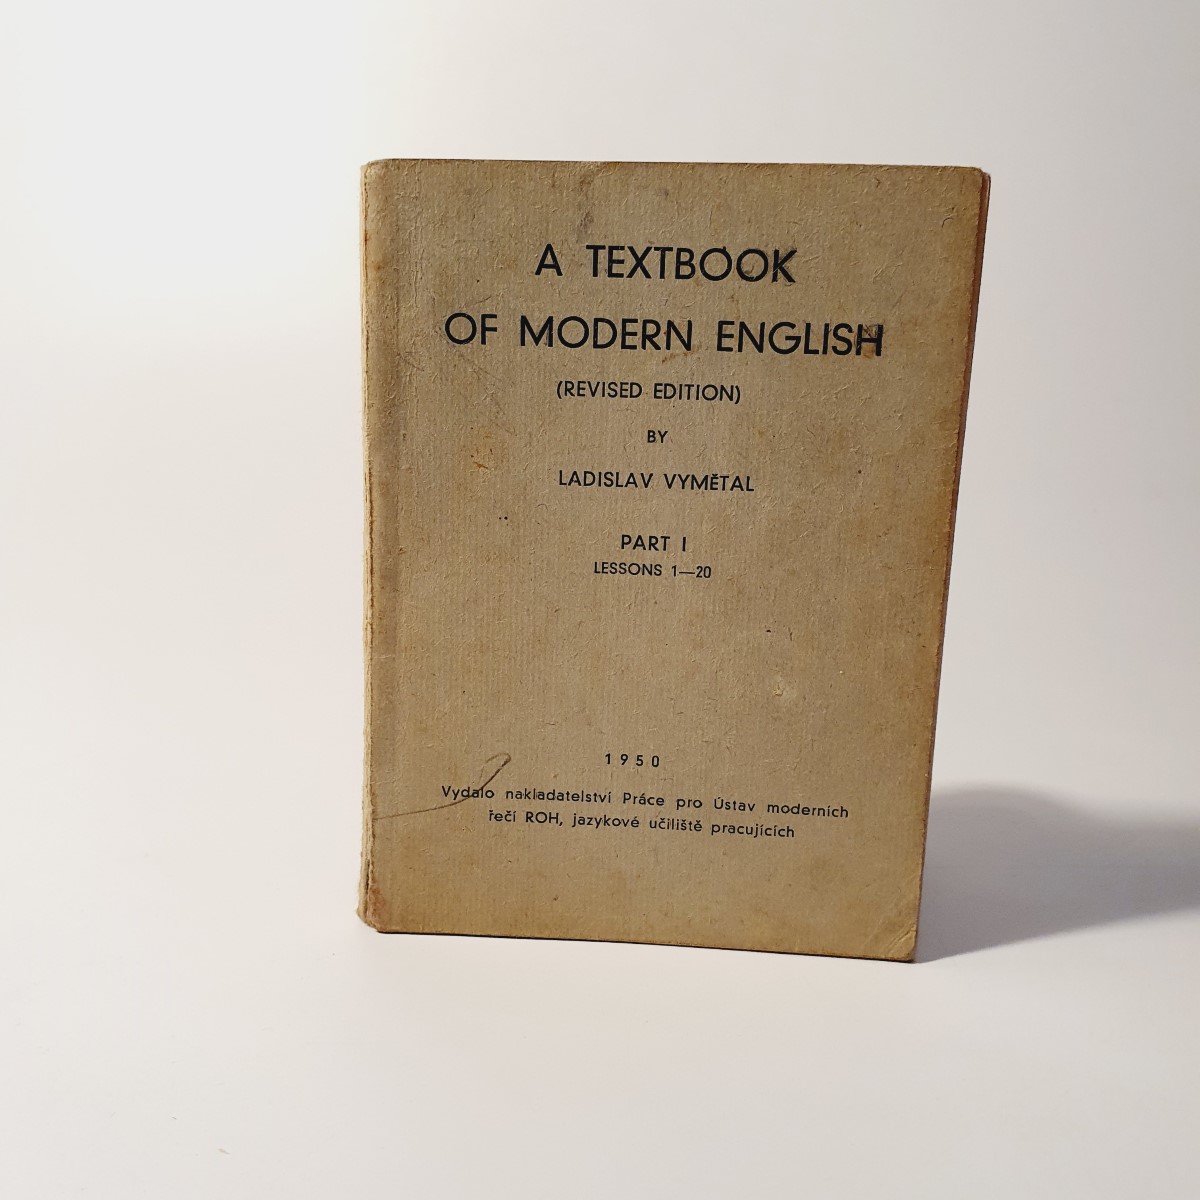 A TEXTBOOK
OF MODERN ENGLISH
(REVISED EDITION)
BY
LADISLAV VYMĚTAL
PART I
LESSONS 1—20
1950
Vydalo nakladatelství Práce pro Ústav moderních
řečí ROH, jazykové učiliště pracujících